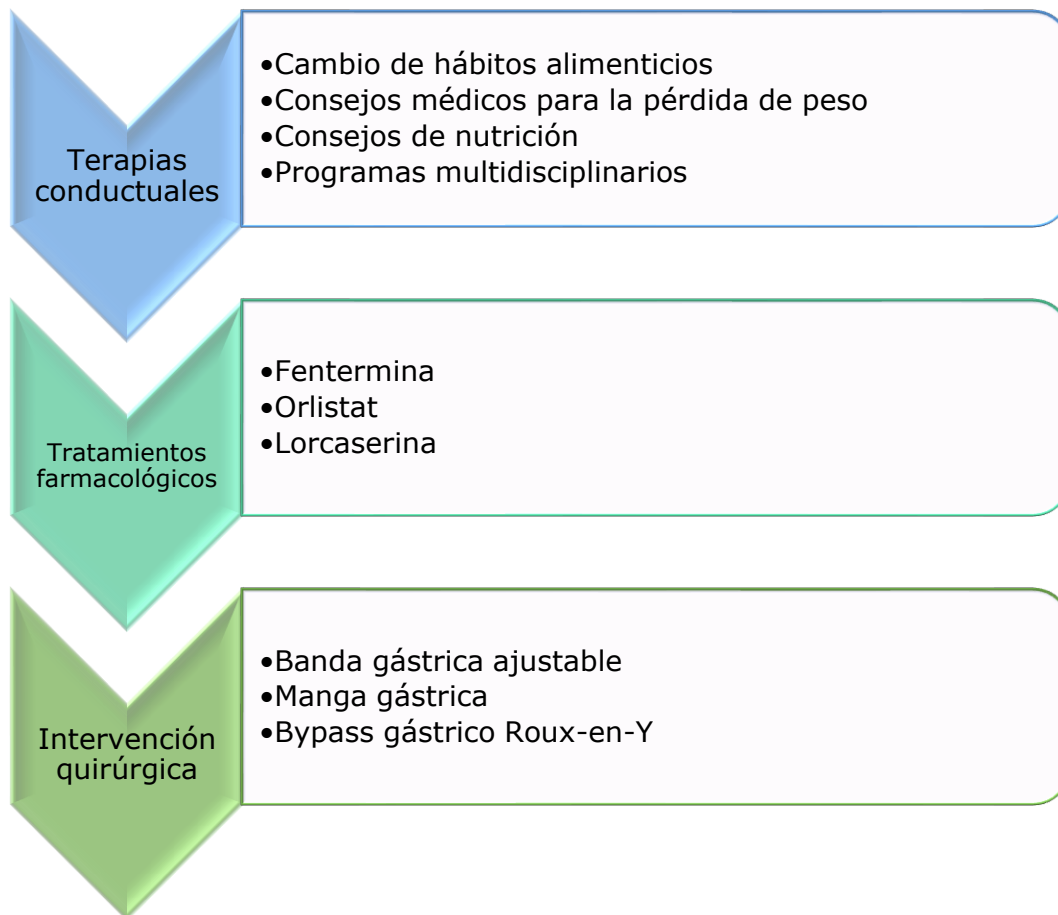 Terapias
conductuales
•Cambio de hábitos alimenticios
•Consejos médicos para la pérdida de peso
•Consejos de nutrición
•Programas multidisciplinarios
Tratamientos
farmacológicos
•Fentermina
•Orlistat
•Lorcaserina
Intervención
quirúrgica
•Banda gástrica ajustable
•Manga gástrica
•Bypass gástrico Roux-en-Y